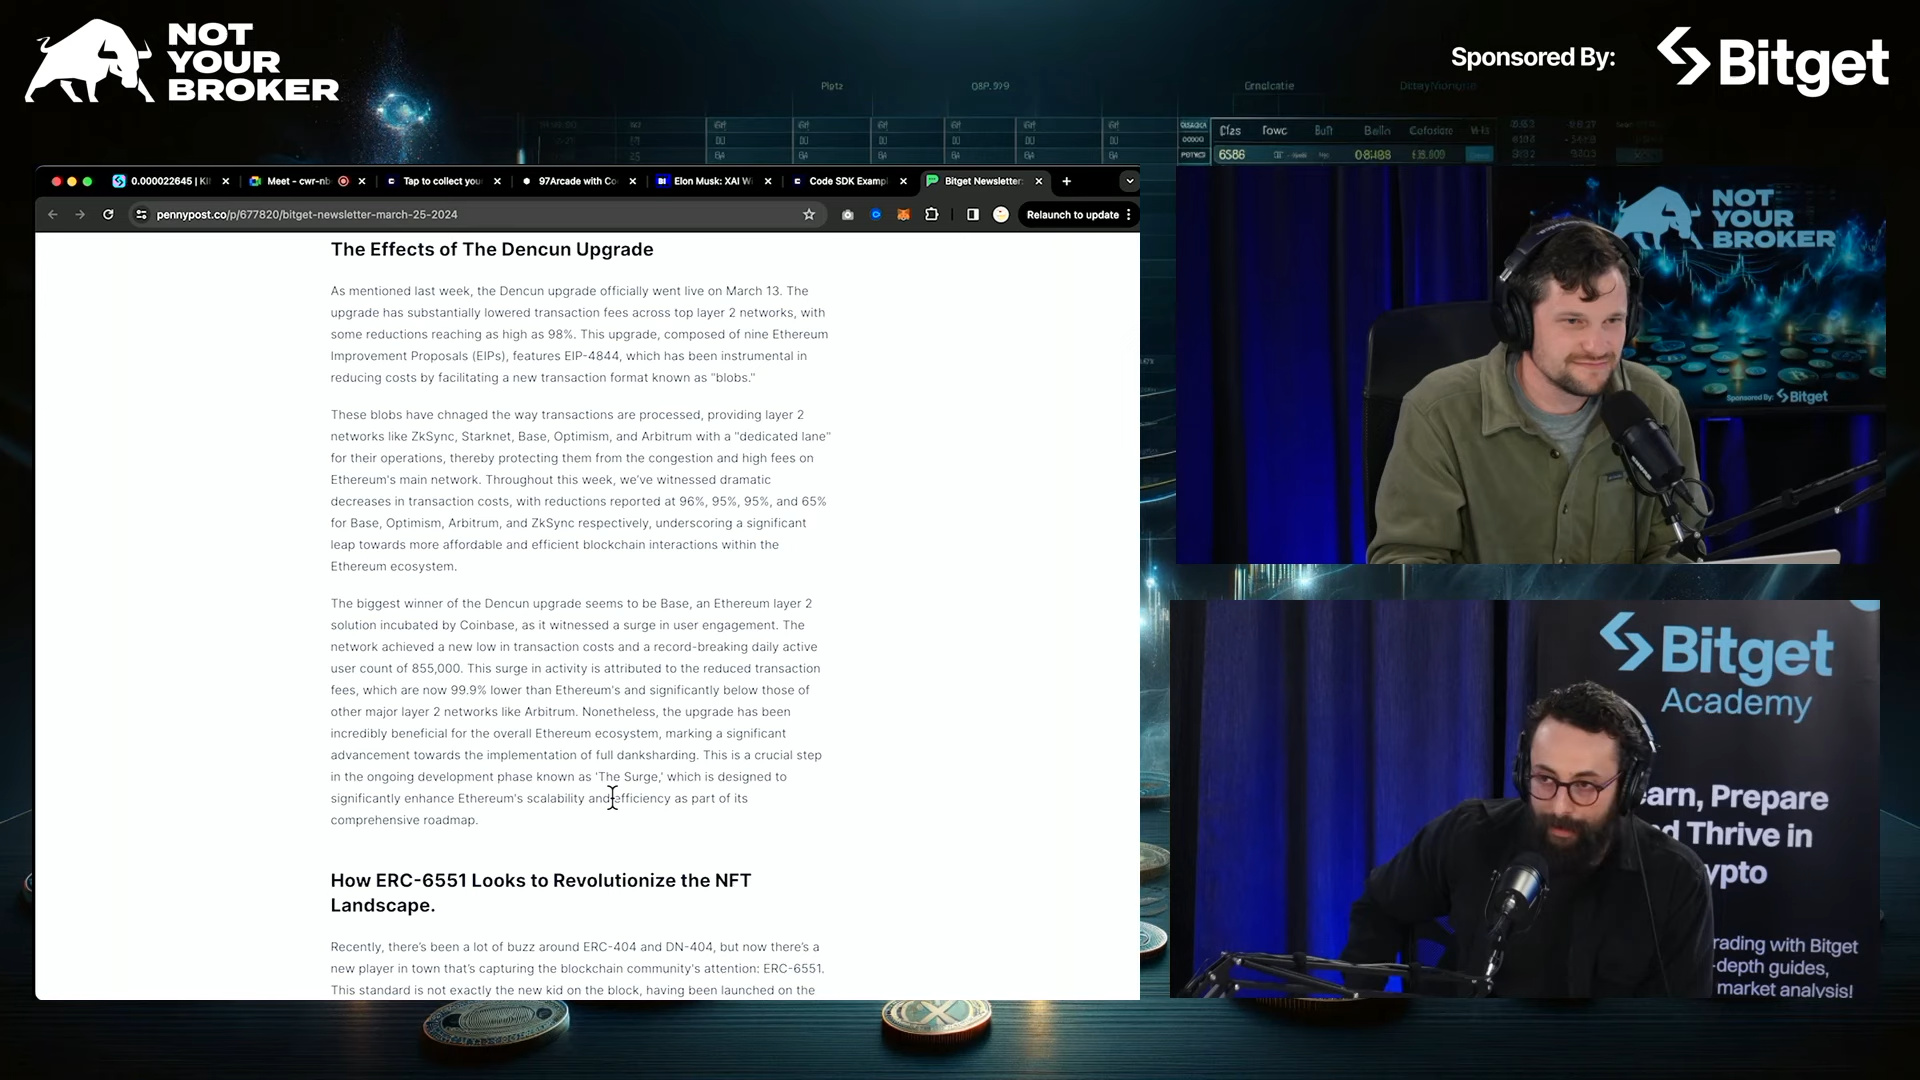 NOT
YOUR
BROKER
Sponsored By:
Bitget
0.000022645 | Ki
Meet - cwr-nb
Tap to collect you
97Arcade with Co
Elon Musk: XAI W
Code SDK Exampl
Bitget Newsletter:
pennypost.co/p/677820/bitget-newsletter-march-25-2024
Relaunch to update
The Effects of The Dencun Upgrade
As mentioned last week, the Dencun upgrade officially went live on March 13. The
upgrade has substantially lowered transaction fees across top layer 2 networks, with
some reductions reaching as high as 98%. This upgrade, composed of nine Ethereum
Improvement Proposals (EIPs), features EIP-4844, which has been instrumental in
reducing costs by facilitating a new transaction format known as "blobs."
These blobs have chnaged the way transactions are processed, providing layer 2
networks like ZkSync, Starknet, Base, Optimism, and Arbitrum with a "dedicated lane"
for their operations, thereby protecting them from the congestion and high fees on
Ethereum's main network. Throughout this week, we've witnessed dramatic
decreases in transaction costs, with reductions reported at 96%, 95%, 95%, and 65%
for Base, Optimism, Arbitrum, and ZkSync respectively, underscoring a significant
leap towards more affordable and efficient blockchain interactions within the
Ethereum ecosystem.
The biggest winner of the Dencun upgrade seems to be Base, an Ethereum layer 2
solution incubated by Coinbase, as it witnessed a surge in user engagement. The
network achieved a new low in transaction costs and a record-breaking daily active
user count of 855,000. This surge in activity is attributed to the reduced transaction
fees, which are now 99.9% lower than Ethereum's and significantly below those of
other major layer 2 networks like Arbitrum. Nonetheless, the upgrade has been
incredibly beneficial for the overall Ethereum ecosystem, marking a significant
advancement towards the implementation of full danksharding. This is a crucial step
in the ongoing development phase known as 'The Surge,' which is designed to
significantly enhance Ethereum's scalability and efficiency as part of its
comprehensive roadmap.
How ERC-6551 Looks to Revolutionize the NFT
Landscape.
Recently, there's been a lot of buzz around ERC-404 and DN-404, but now there's a
new player in town that's capturing the blockchain community's attention: ERC-6551.
This standard is not exactly the new kid on the block, having been launched on the
NOT
YOUR
BROKER
Sponsored By: Bitget
Bitget
Academy
earn, Prepare
d Thrive in
ypto
rading with Bitget
-depth guides,
market analysis!